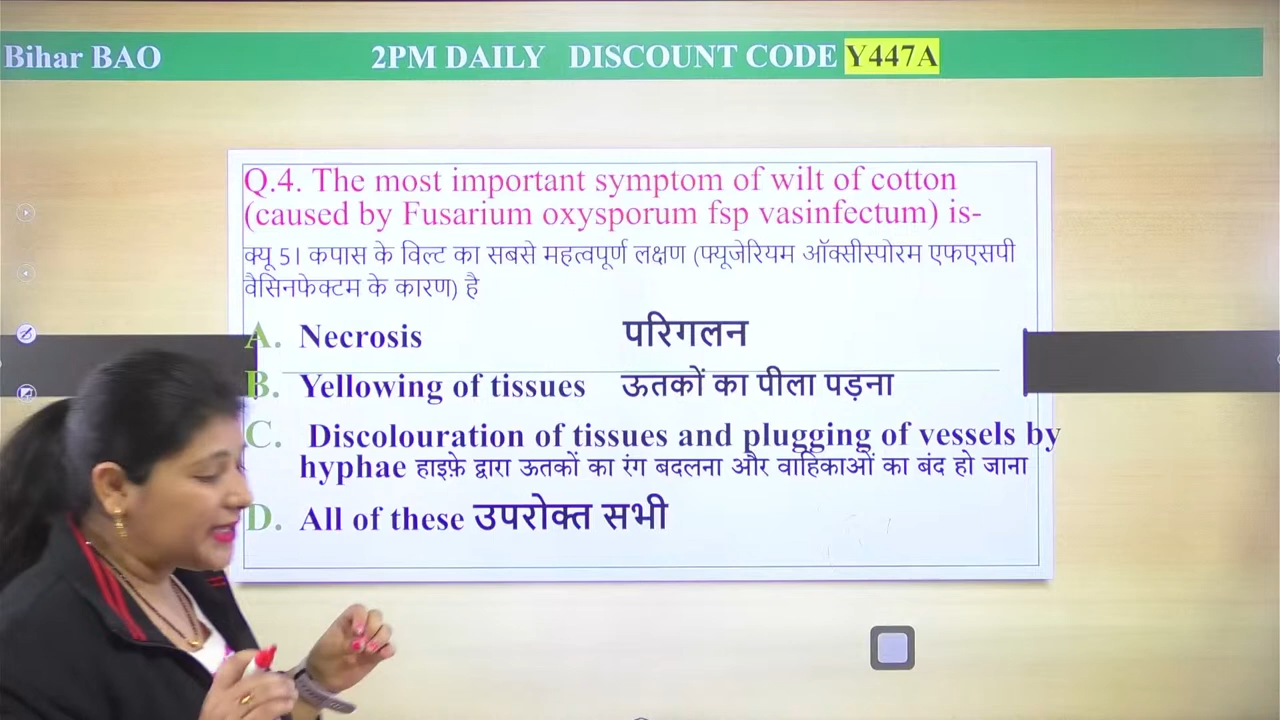 Bihar BAO 2PM DAILY DISCOUNT CODE Y447A
Q.4. The most important symptom of wilt of cotton
(caused by Fusarium oxysporum fsp vasinfectum) is-
क्यू 5। कपास के विल्ट का सबसे महत्वपूर्ण लक्षण (फ्यूजेरियम ऑक्सीस्पोरम एफएसपी
वैसिनफेक्टम के कारण) है
A. Necrosis परिगलन
B. Yellowing of tissues ऊतकों का पीला पड़ना
C. Discolouration of tissues and plugging of vessels by
hyphae हाइफ़े द्वारा ऊतकों का रंग बदलना और वाहिकाओं का बंद हो जाना
D. All of these उपरोक्त सभी